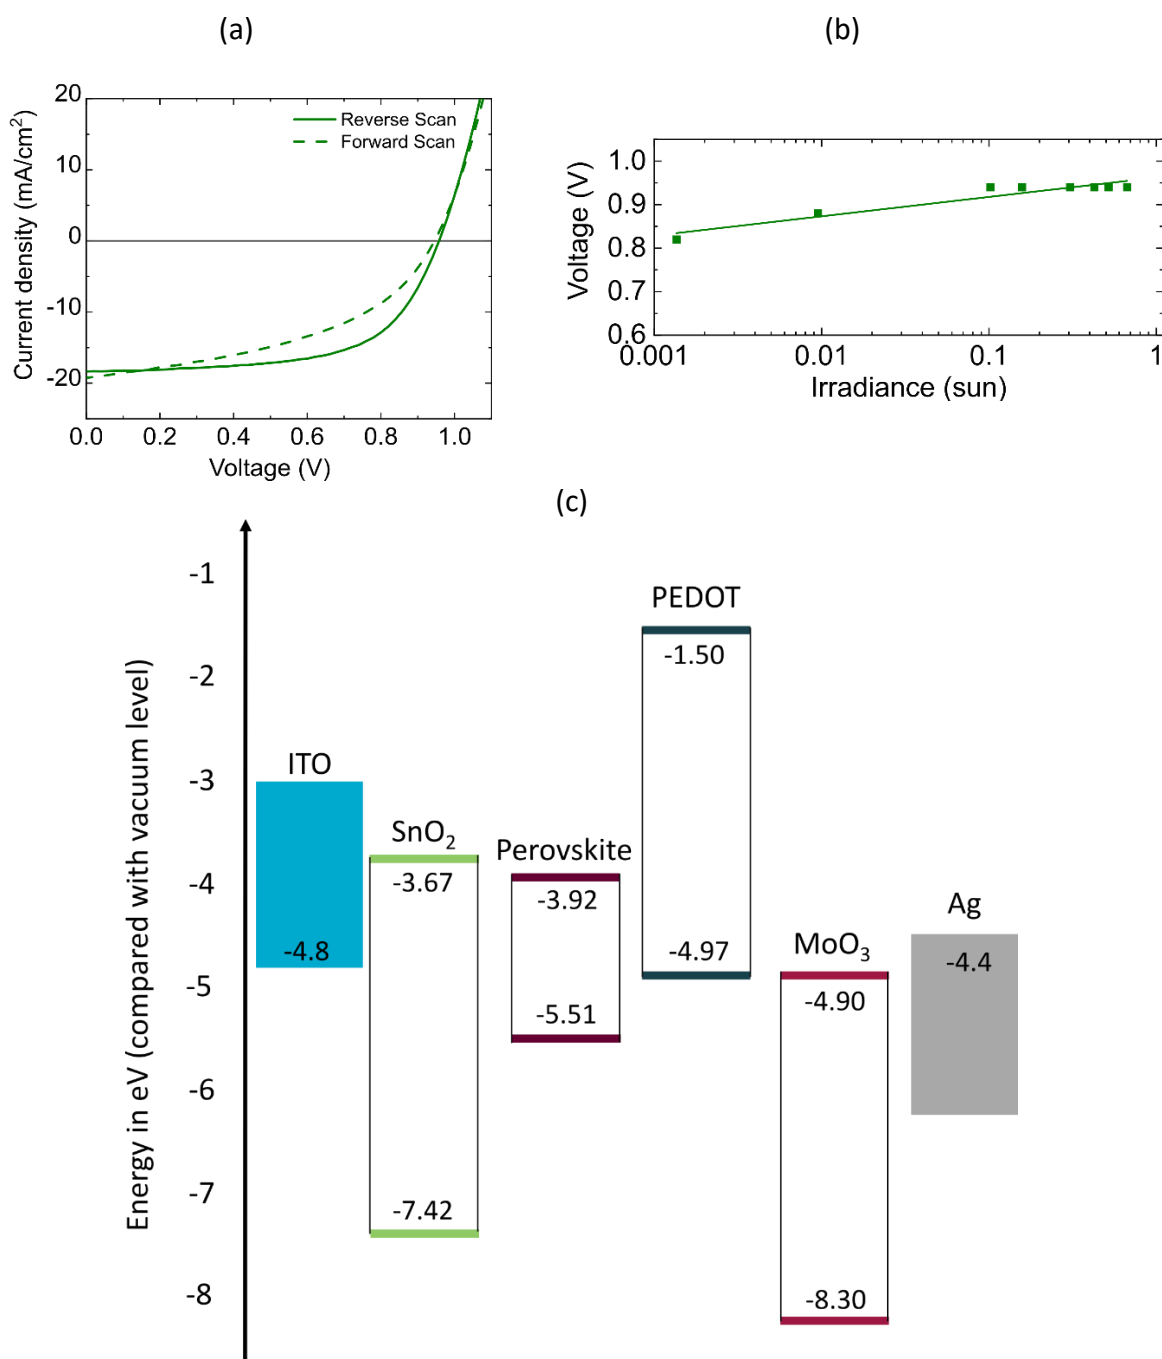 (a)
(b)
20
10
0
-10
-20
Current density (mA/cm²)
Reverse Scan
Forward Scan
0.0 0.2 0.4 0.6 0.8 1.0
Voltage (V)
1.0
0.9
0.8
0.7
0.6
Voltage (V)
0.001 0.01 0.1 1
Irradiance (sun)
(c)
Energy in eV (compared with vacuum level)
-1
-2
-3
-4
-5
-6
-7
-8
ITO
-4.8
SnO₂
-3.67
-7.42
Perovskite
-3.92
-5.51
PEDOT
-1.50
-4.97
MoO₃
-4.90
-8.30
Ag
-4.4